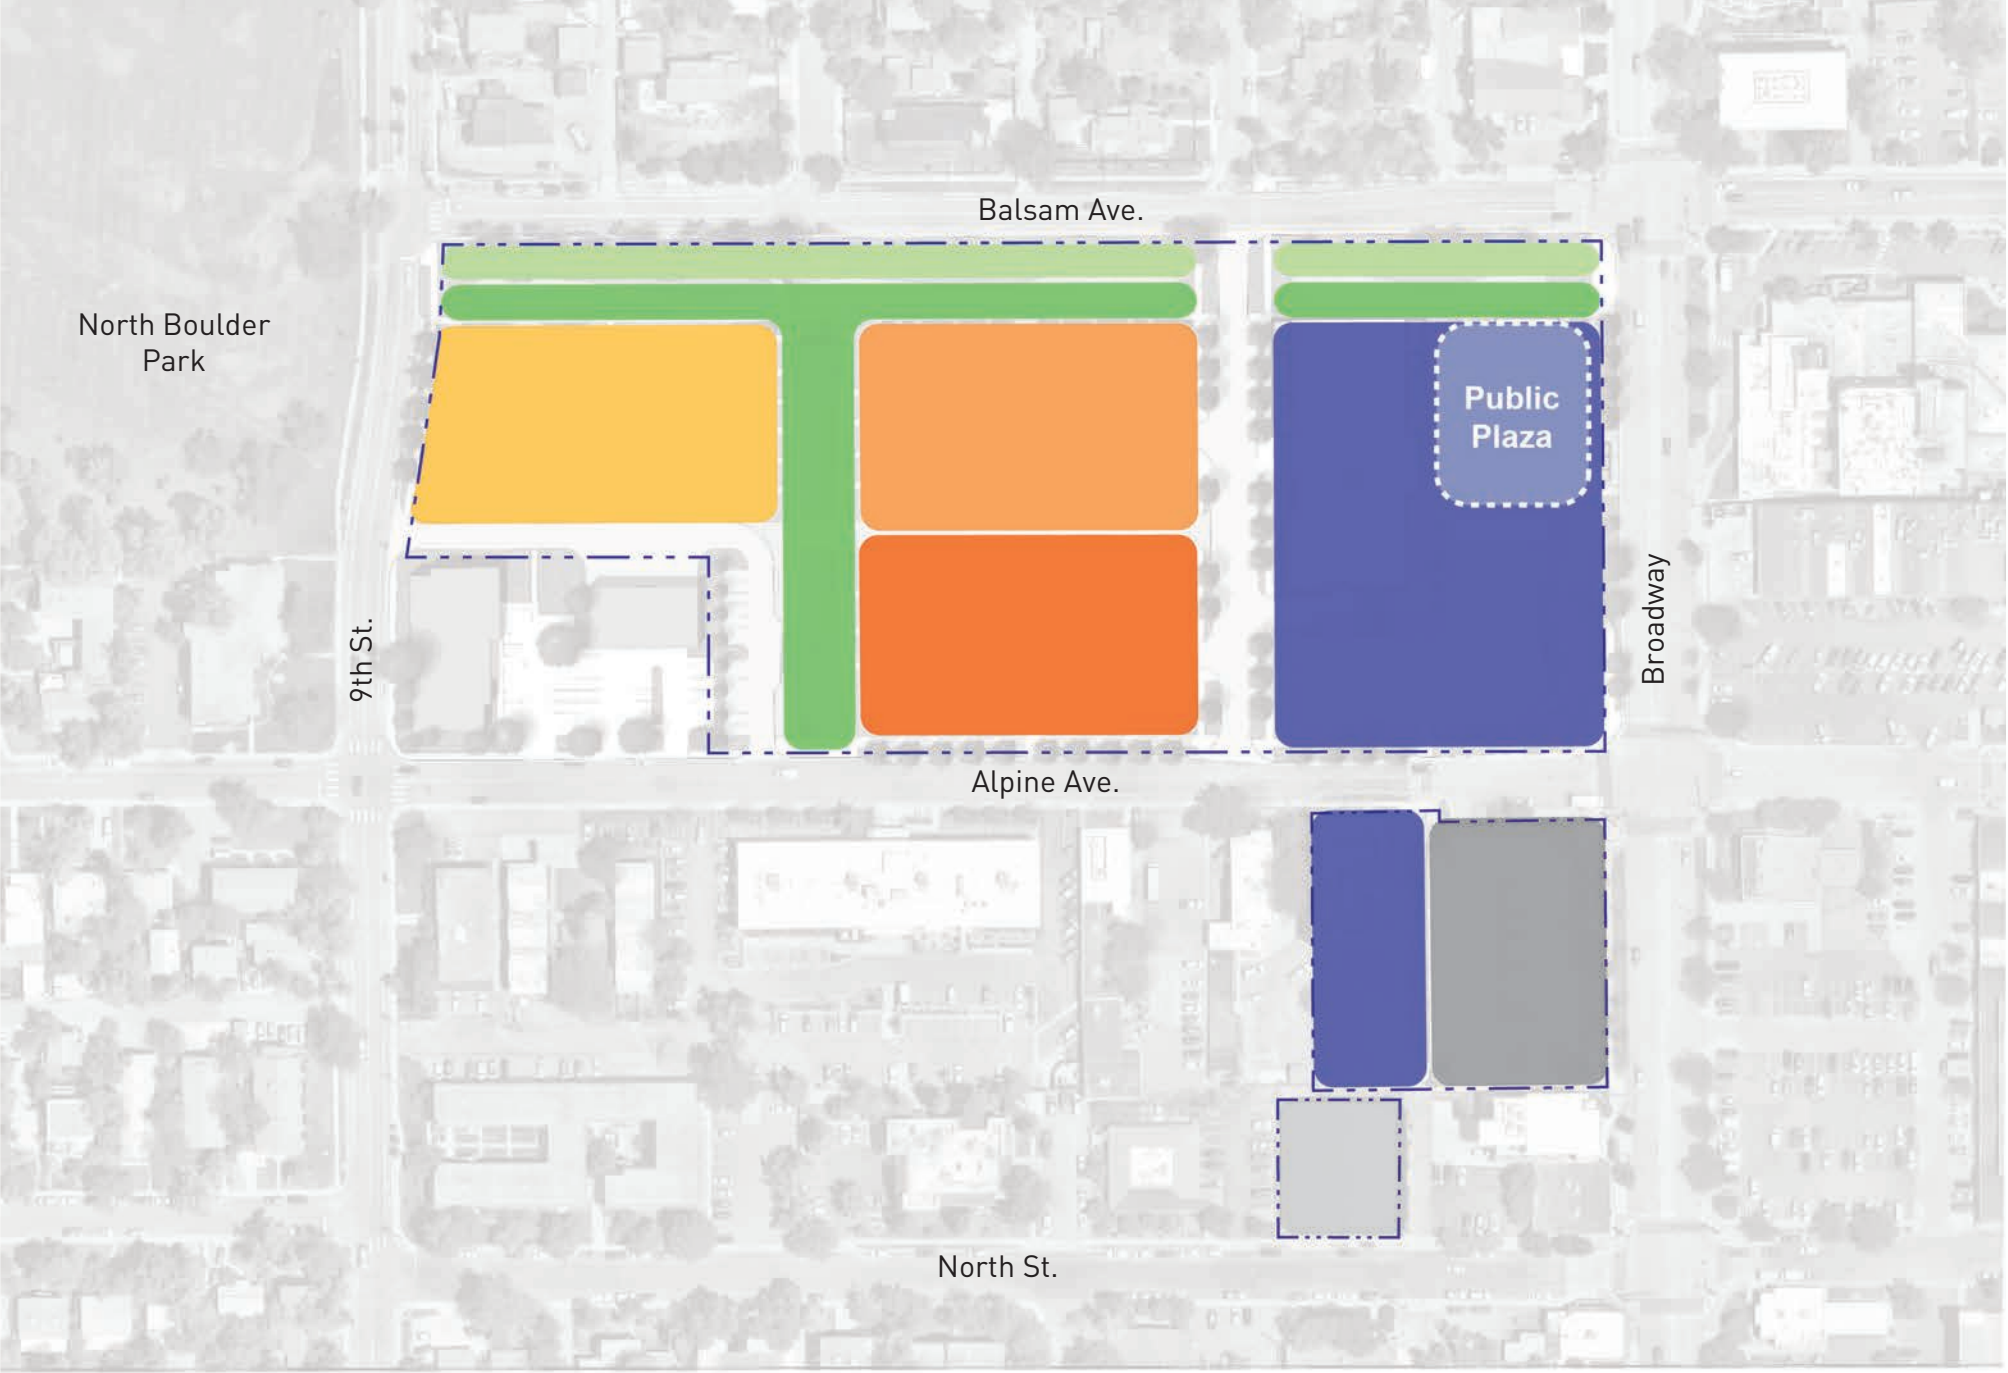 Balsam Ave.
North Boulder
Park
Public
Plaza
9th St.
Broadway
Alpine Ave.
North St.